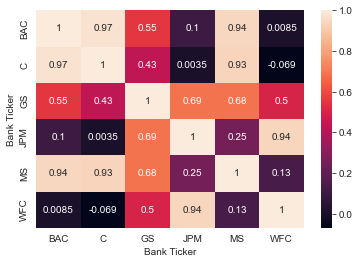 BAC 1 0.97 0.55 0.1 0.94 0.0085
C 0.97 1 0.43 0.0035 0.93 -0.069
GS 0.55 0.43 1 0.69 0.68 0.5
JPM 0.1 0.0035 0.69 1 0.25 0.94
MS 0.94 0.93 0.68 0.25 1 0.13
WFC 0.0085 -0.069 0.5 0.94 0.13 1
BAC C GS JPM MS WFC
Bank Ticker
Bank Ticker
1.0
0.8
0.6
0.4
0.2
0.0